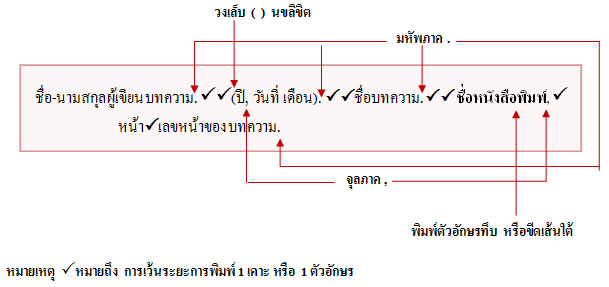 วงเล็บ ( ) นขลิขิต
มหัพภาค .
ชื่อ-นามสกุลผู้เขียนบทความ. ✓ ✓(ปี, วันที่ เดือน). ✓ ✓ชื่อบทความ. ✓ ✓ชื่อหนังสือพิมพ์, ✓
หน้า✓เลขหน้าของบทความ.
จุลภาค ,
พิมพ์ตัวอักษรทึบ หรือขีดเส้นใต้
หมายเหตุ ✓หมายถึง การเว้นระยะการพิมพ์ 1 เคาะ หรือ 1 ตัวอักษร